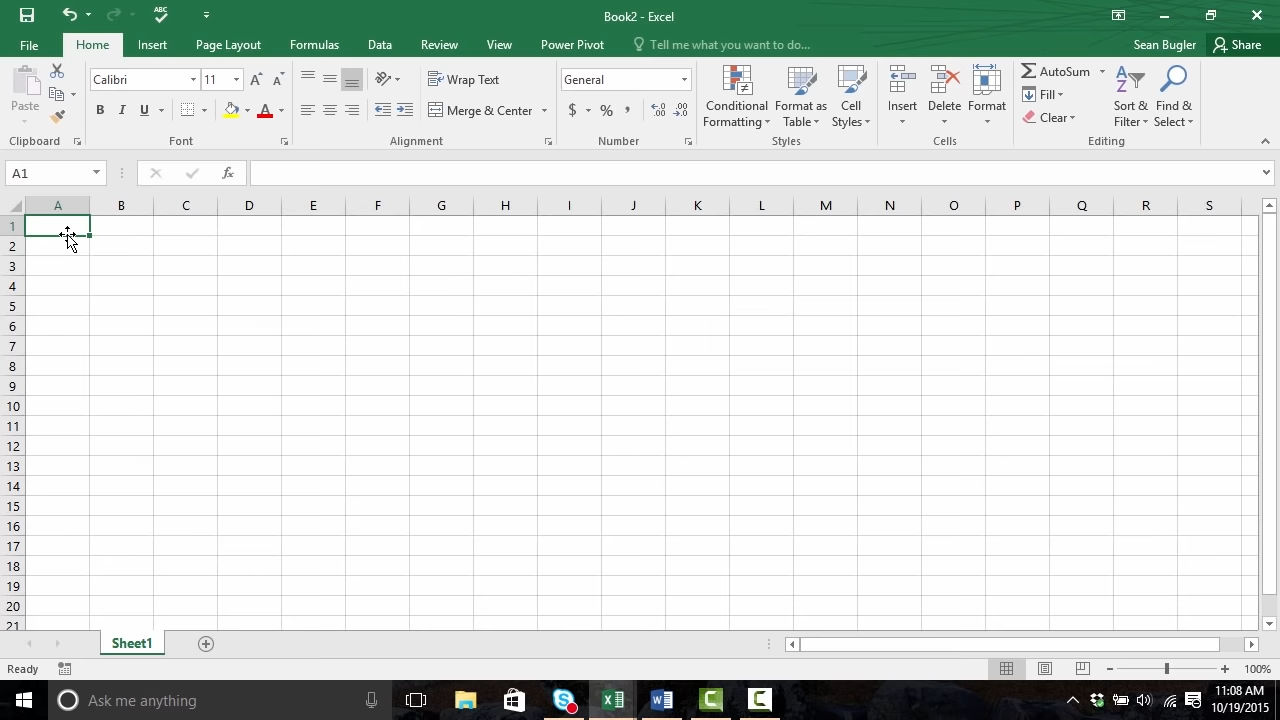 ABC
Book2 - Excel
File Home Insert Page Layout Formulas Data Review View Power Pivot Tell me what you want to do... Sean Bugler Share
Paste
Calibri 11
B I U A
Wrap Text
Merge & Center
General
$ % ,
Conditional Formatting
Format as Table
Cell Styles
Insert
Delete
Format
AutoSum
Fill
Clear
Sort & Filter
Find & Select
Clipboard Font Alignment Number Styles Cells Editing
A1 fx
A B C D E F G H I J K L M N O P Q R S
1
2
3
4
5
6
7
8
9
10
11
12
13
14
15
16
17
18
19
20
21
Sheet1
Ready 100%
Ask me anything
11:08 AM
10/19/2015